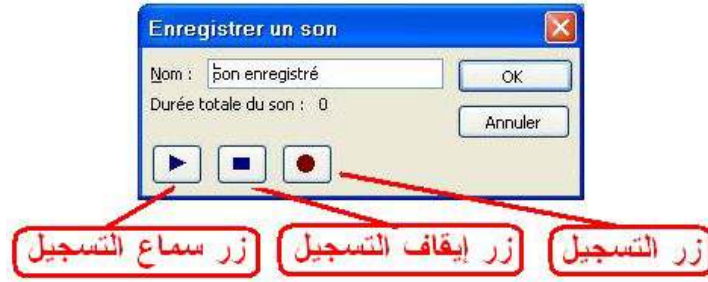 Enregistrer un son
Nom : Son enregistré
OK
Durée totale du son : 0
Annuler
زر التسجيل
زر إيقاف التسجيل
زر سماع التسجيل